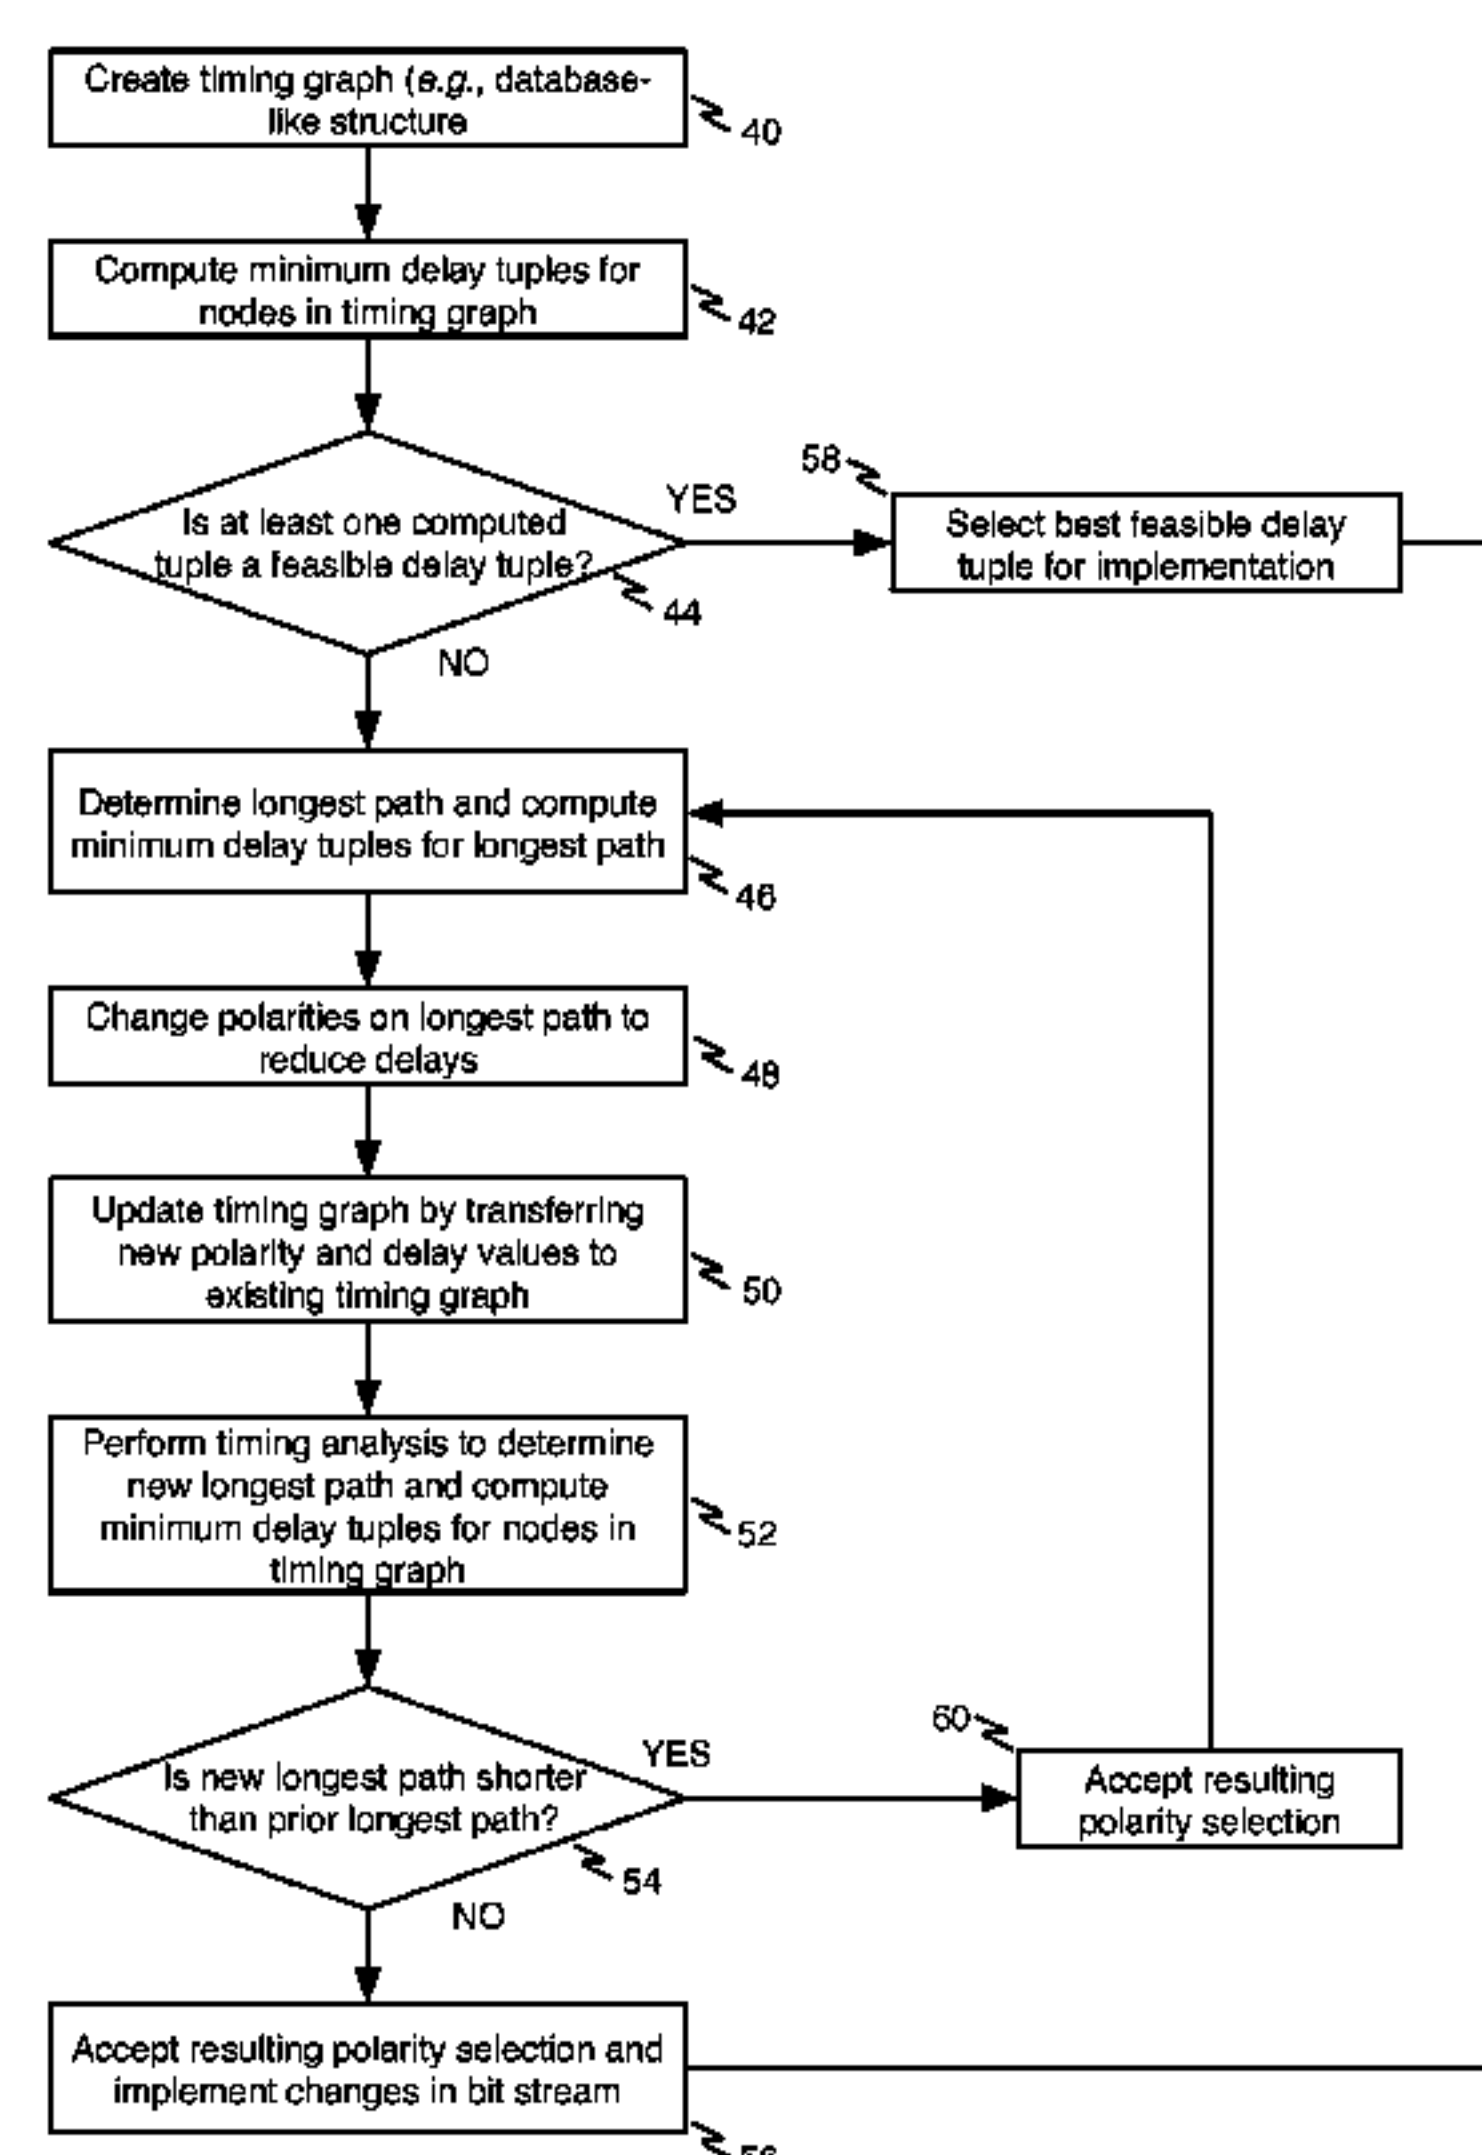 Create timing graph (e.g., database-
like structure
40
Compute minimum delay tuples for
nodes in timing graph
42
58
YES
Is at least one computed
tuple a feasible delay tuple?
Select best feasible delay
tuple for implementation
44
NO
Determine longest path and compute
minimum delay tuples for longest path
46
Change polarities on longest path to
reduce delays
48
Update timing graph by transferring
new polarity and delay values to
existing timing graph
50
Perform timing analysis to determine
new longest path and compute
minimum delay tuples for nodes in
timing graph
52
60
YES
Is new longest path shorter
than prior longest path?
Accept resulting
polarity selection
54
NO
Accept resulting polarity selection and
implement changes in bit stream